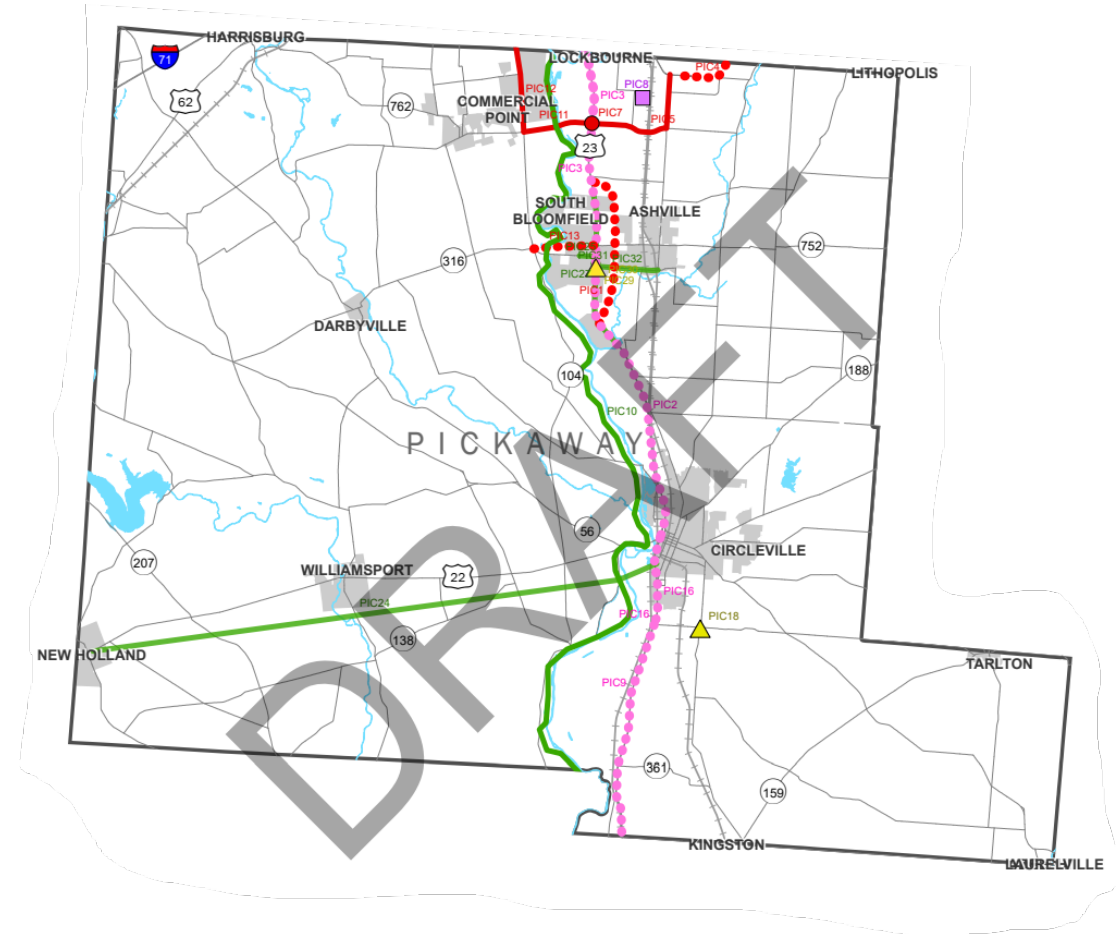 HARRISBURG
71
LOCKBOURNE
LITHOPOLIS
PIC4
PIC8
62
PIC12
PIC3
762
COMMERCIAL
POINT
PIC11
PIC7
PIC5
23
PIC3
SOUTH
BLOOMFIELD
ASHVILLE
PIC13
752
316
PIC31
PIC32
PIC29
PIC1
DARBYVILLE
104
188
PIC10
PIC2
PICKAWAY
DRAFT
56
CIRCLEVILLE
207
WILLIAMSPORT
22
PIC24
PIC16
PIC16
PIC18
138
NEW HOLLAND
TARLTON
PIC9
361
159
KINGSTON
LAURELVILLE